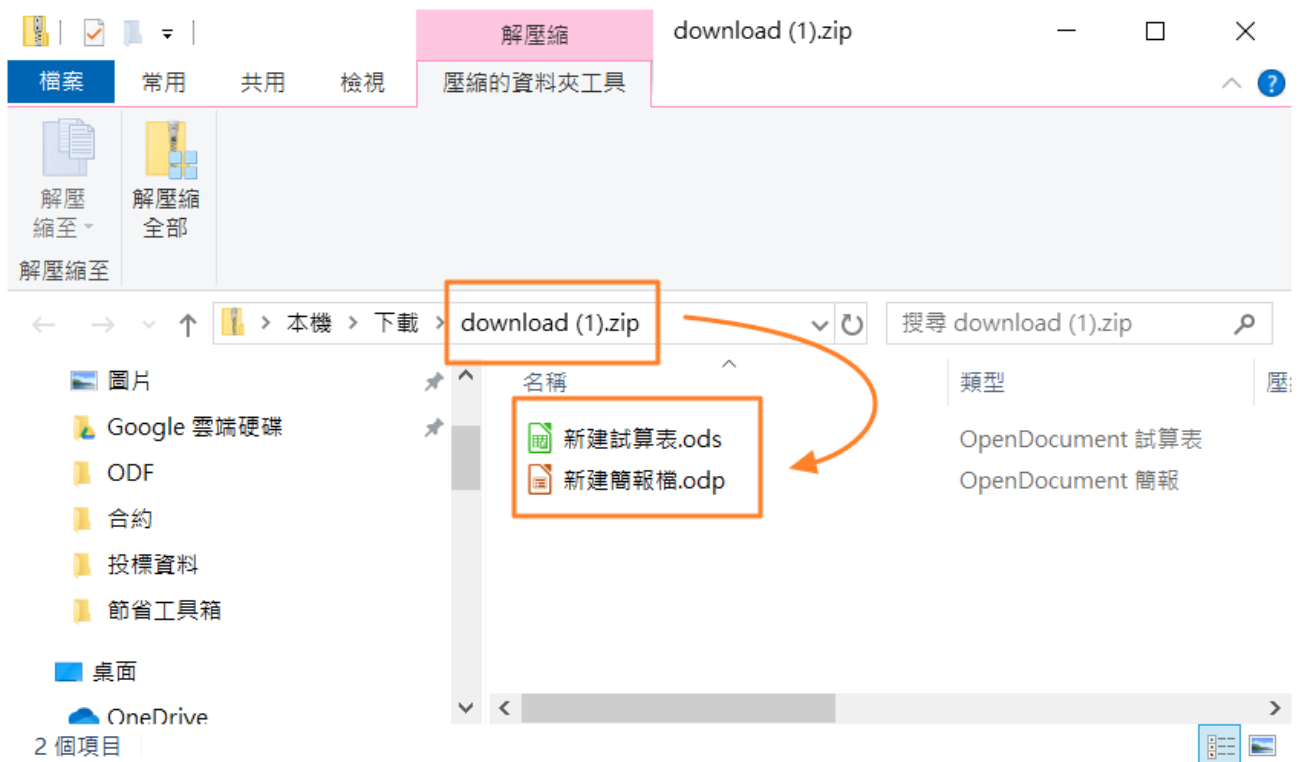 解壓縮
download (1).zip
檔案 常用 共用 檢視 壓縮的資料夾工具
解壓縮至
解壓縮全部
解壓縮至
本機 > 下載 > download (1).zip
搜尋 download (1).zip
圖片
Google 雲端硬碟
ODF
合約
投標資料
節省工具箱
桌面
OneDrive
名稱 類型
新建試算表.ods OpenDocument 試算表
新建簡報檔.odp OpenDocument 簡報
2 個項目